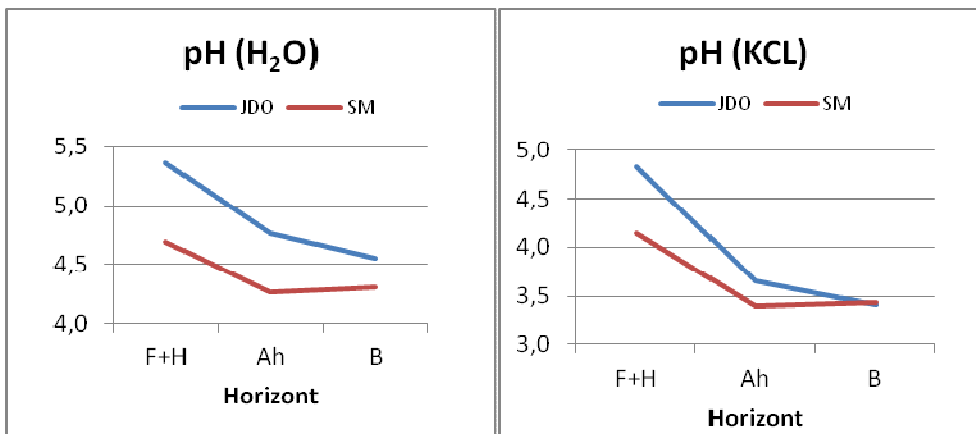 pH (H₂O)
JDO SM
5,5
5,0
4,5
4,0
F+H Ah B
Horizont
pH (KCL)
JDO SM
5,0
4,5
4,0
3,5
3,0
F+H Ah B
Horizont